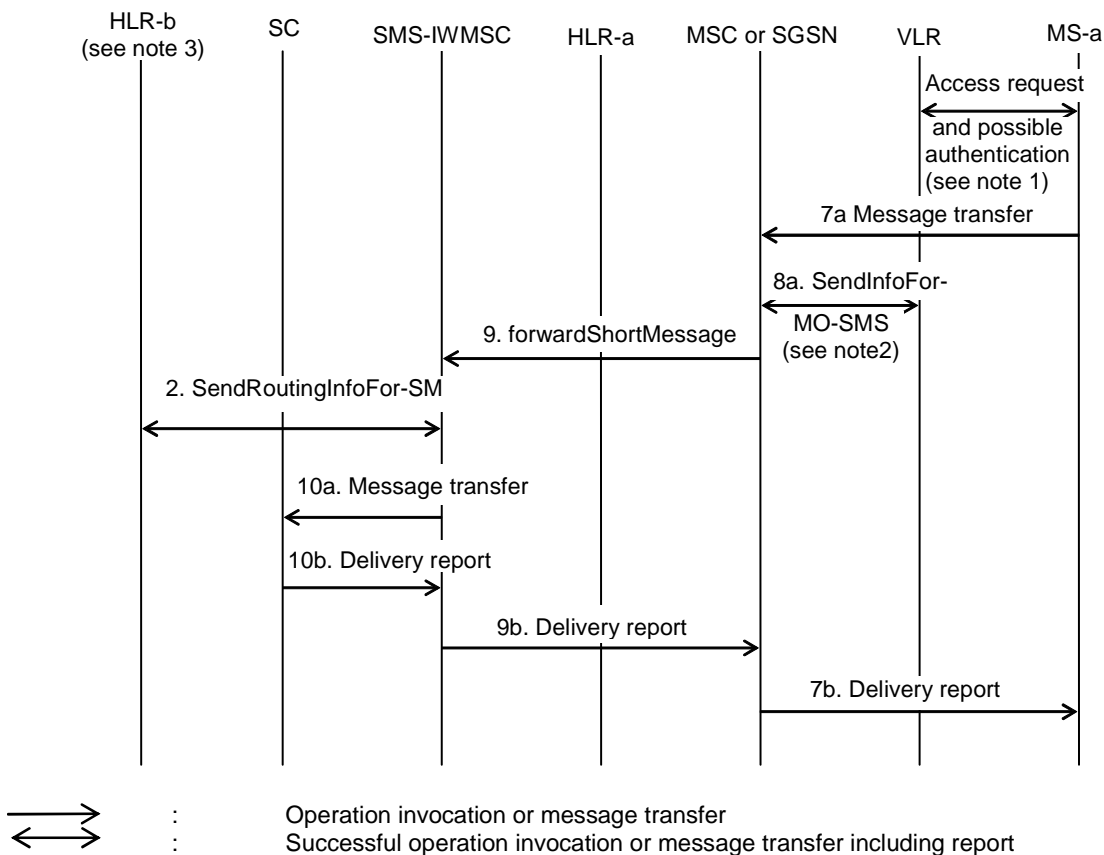 HLR-b
(see note 3)
SC
SMS-IWMSC
HLR-a
MSC or SGSN
VLR
MS-a
Access request
and possible
authentication
(see note 1)
7a Message transfer
8a. SendInfoFor-
MO-SMS
(see note2)
9. forwardShortMessage
2. SendRoutingInfoFor-SM
10a. Message transfer
10b. Delivery report
9b. Delivery report
7b. Delivery report
: Operation invocation or message transfer
: Successful operation invocation or message transfer including report